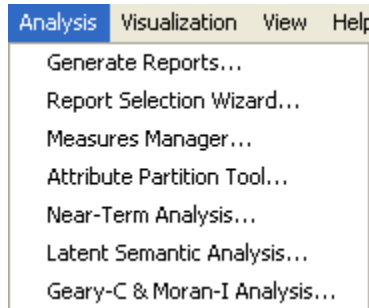 Analysis Visualization View Help
Generate Reports...
Report Selection Wizard...
Measures Manager...
Attribute Partition Tool...
Near-Term Analysis...
Latent Semantic Analysis...
Geary-C & Moran-I Analysis...